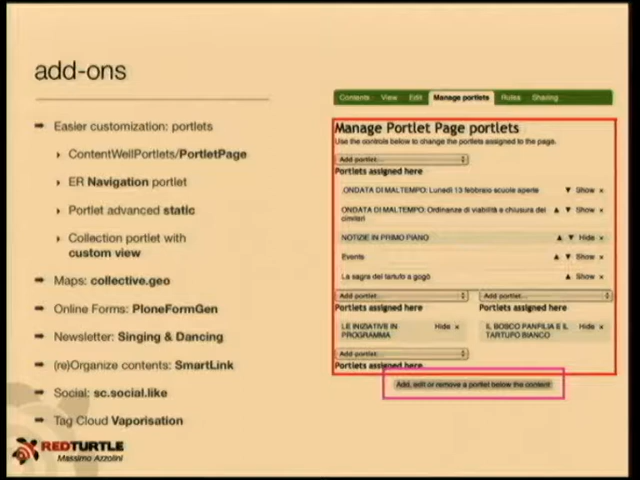 add-ons
Easier customization: portlets
ContentWellPortlets/PortletPage
ER Navigation portlet
Portlet advanced static
Collection portlet with
custom view
Maps: collective.geo
Online Forms: PloneFormGen
Newsletter: Singing & Dancing
(re)Organize contents: SmartLink
Social: sc.social.like
Tag Cloud Vaporisation
REDTURTLE
Massimo Azzolini
Contents View Edit Manage portlets Rules Sharing
Manage Portlet Page portlets
Use the controls below to change the portlets assigned to the page.
Add portlet...
Portlets assigned here
.ONDATA DI MALTEMPO: Lunedì 13 febbraio scuole aperte ▼ Show ×
ONDATA DI MALTEMPO: Ordinanze di viabilità e chiusura dei ▲ ▼ Show ×
cimiteri
NOTIZIE IN PRIMO PIANO ▲ ▼ Hide ×
Events ▲ ▼ Show ×
La sagra del tartufo a gogò ▲ Show ×
Add portlet... Add portlet...
Portlets assigned here Portlets assigned here
LE INIZIATIVE IN Hide × IL BOSCO PANFILIA E IL Hide ×
PROGRAMMA TARTUFO BIANCO
Add portlet...
Portlets assigned here
Add, edit or remove a portlet below the content